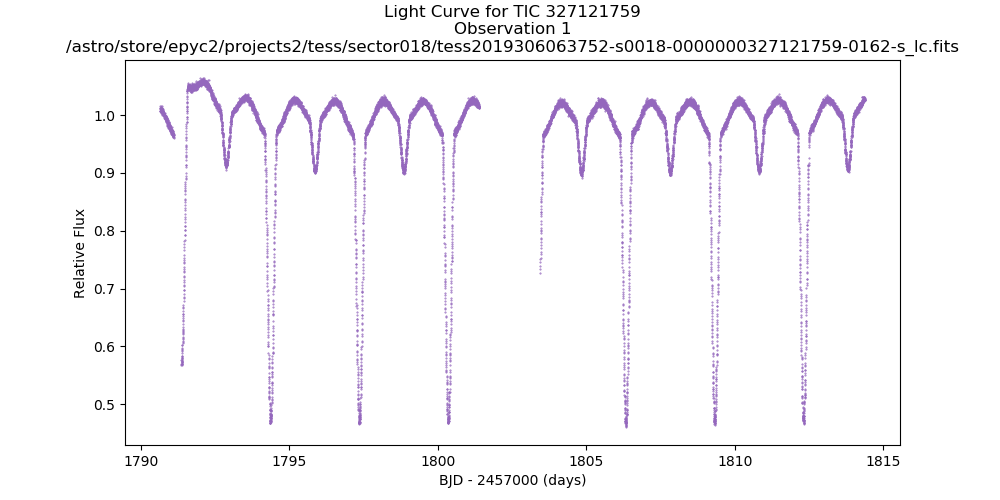 Light Curve for TIC 327121759
Observation 1
/astro/store/epyc2/projects2/tess/sector018/tess2019306063752-s0018-0000000327121759-0162-s_lc.fits
Relative Flux
1.0
0.9
0.8
0.7
0.6
0.5
1790
1795
1800
1805
1810
1815
BJD - 2457000 (days)